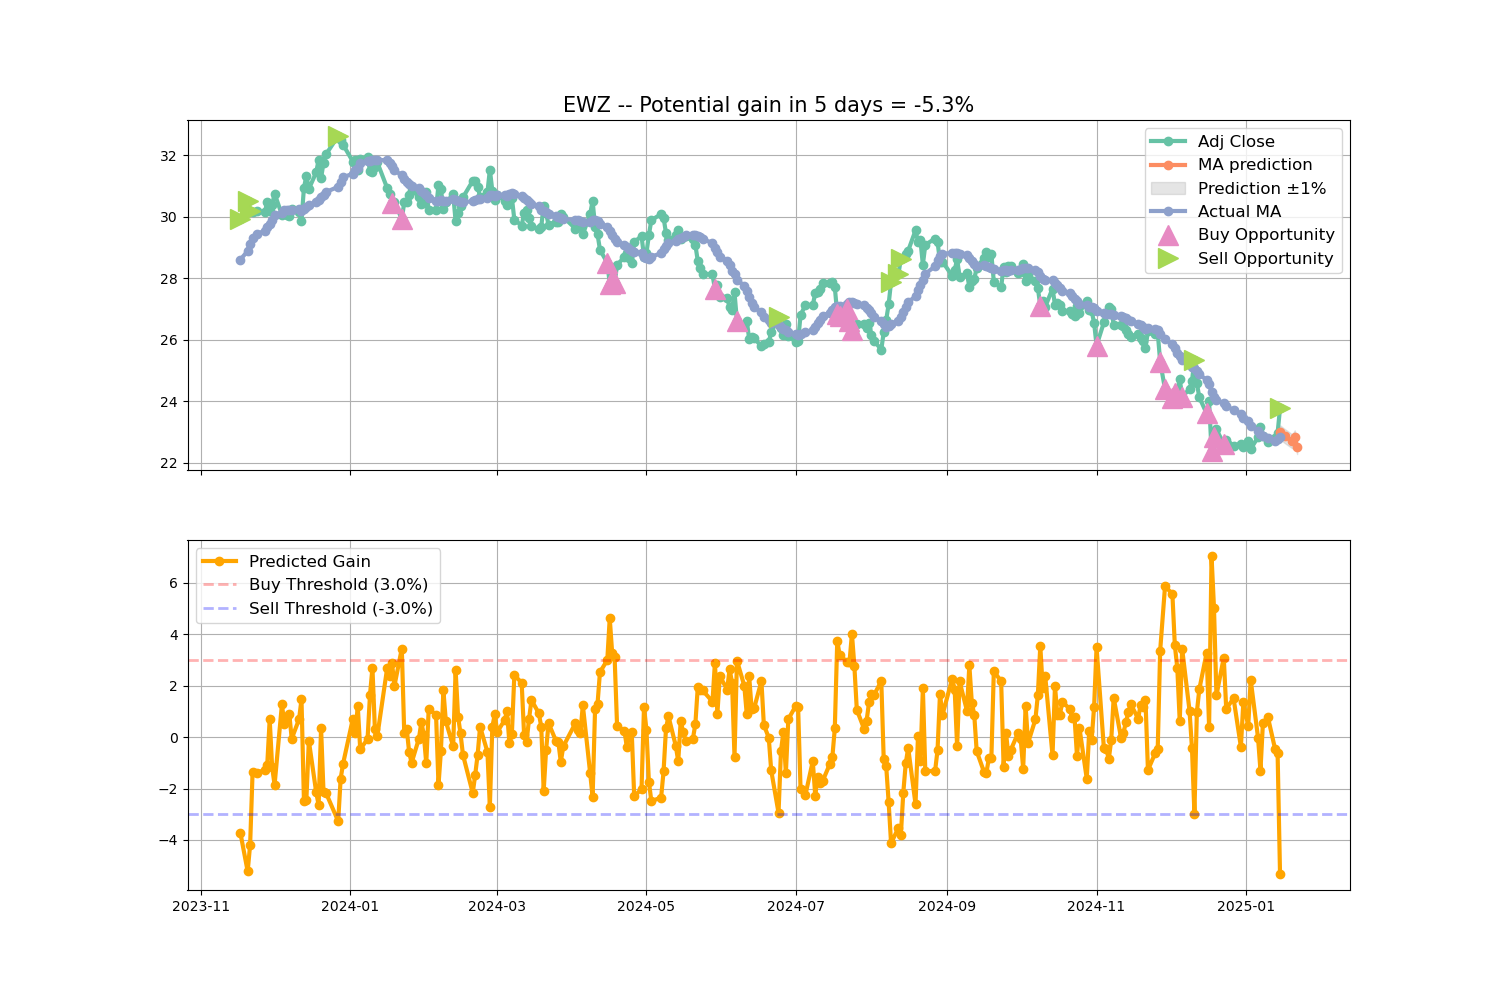 EWZ -- Potential gain in 5 days = -5.3%
32
30
28
26
24
22
Adj Close
MA prediction
Prediction ±1%
Actual MA
Buy Opportunity
Sell Opportunity
6
4
2
0
−2
−4
Predicted Gain
Buy Threshold (3.0%)
Sell Threshold (-3.0%)
2023-11
2024-01
2024-03
2024-05
2024-07
2024-09
2024-11
2025-01